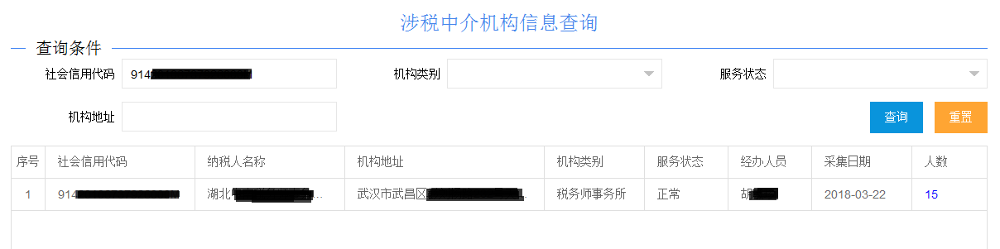 涉税中介机构信息查询
查询条件
社会信用代码 914 机构类别 服务状态
机构地址 查询 重置
序号 社会信用代码 纳税人名称 机构地址 机构类别 服务状态 经办人员 采集日期 人数
1 914 湖北 ... 武汉市武昌区 税务师事务所 正常 胡 2018-03-22 15